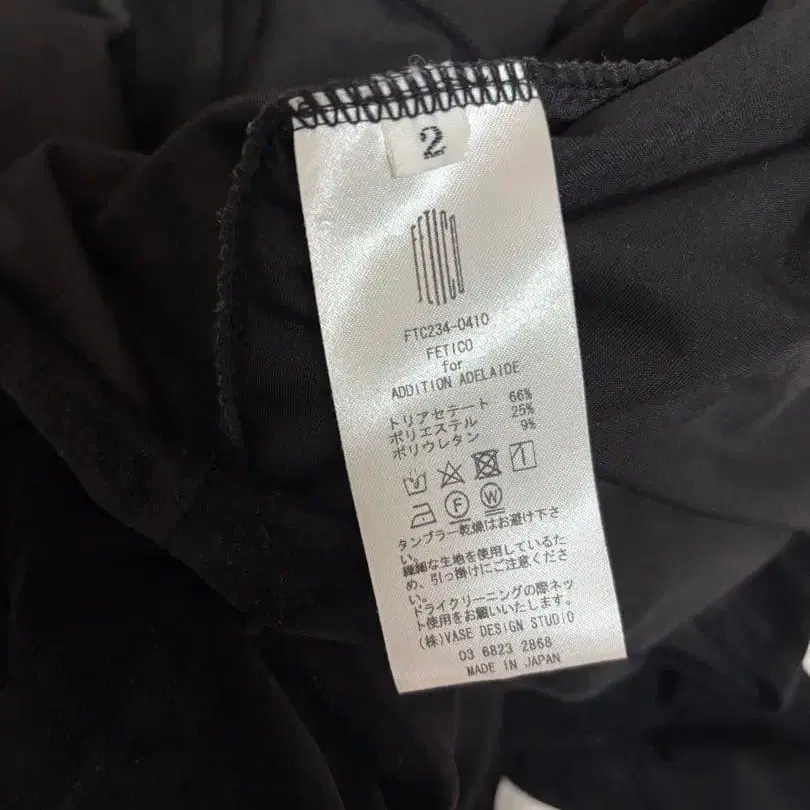 2
FETICO
FTC234-0410
FETICO
for
ADDITION ADELAIDE
トリアセテート 66%
ポリエステル 25%
ポリウレタン 9%
F W
タンブラー乾燥はお避け下さ
い。
繊細な生地を使用しているた
め、引っ掛けにご注意くださ
い。
ドライクリーニングの際ネッ
ト使用をお願いいたします。
(株)VASE DESIGN STUDIO
03 6823 2868
MADE IN JAPAN